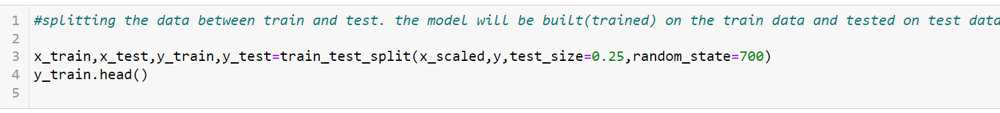 1 #splitting the data between train and test. the model will be built(trained) on the train data and tested on test data
2
3 x_train,x_test,y_train,y_test=train_test_split(x_scaled,y,test_size=0.25,random_state=700)
4 y_train.head()
5